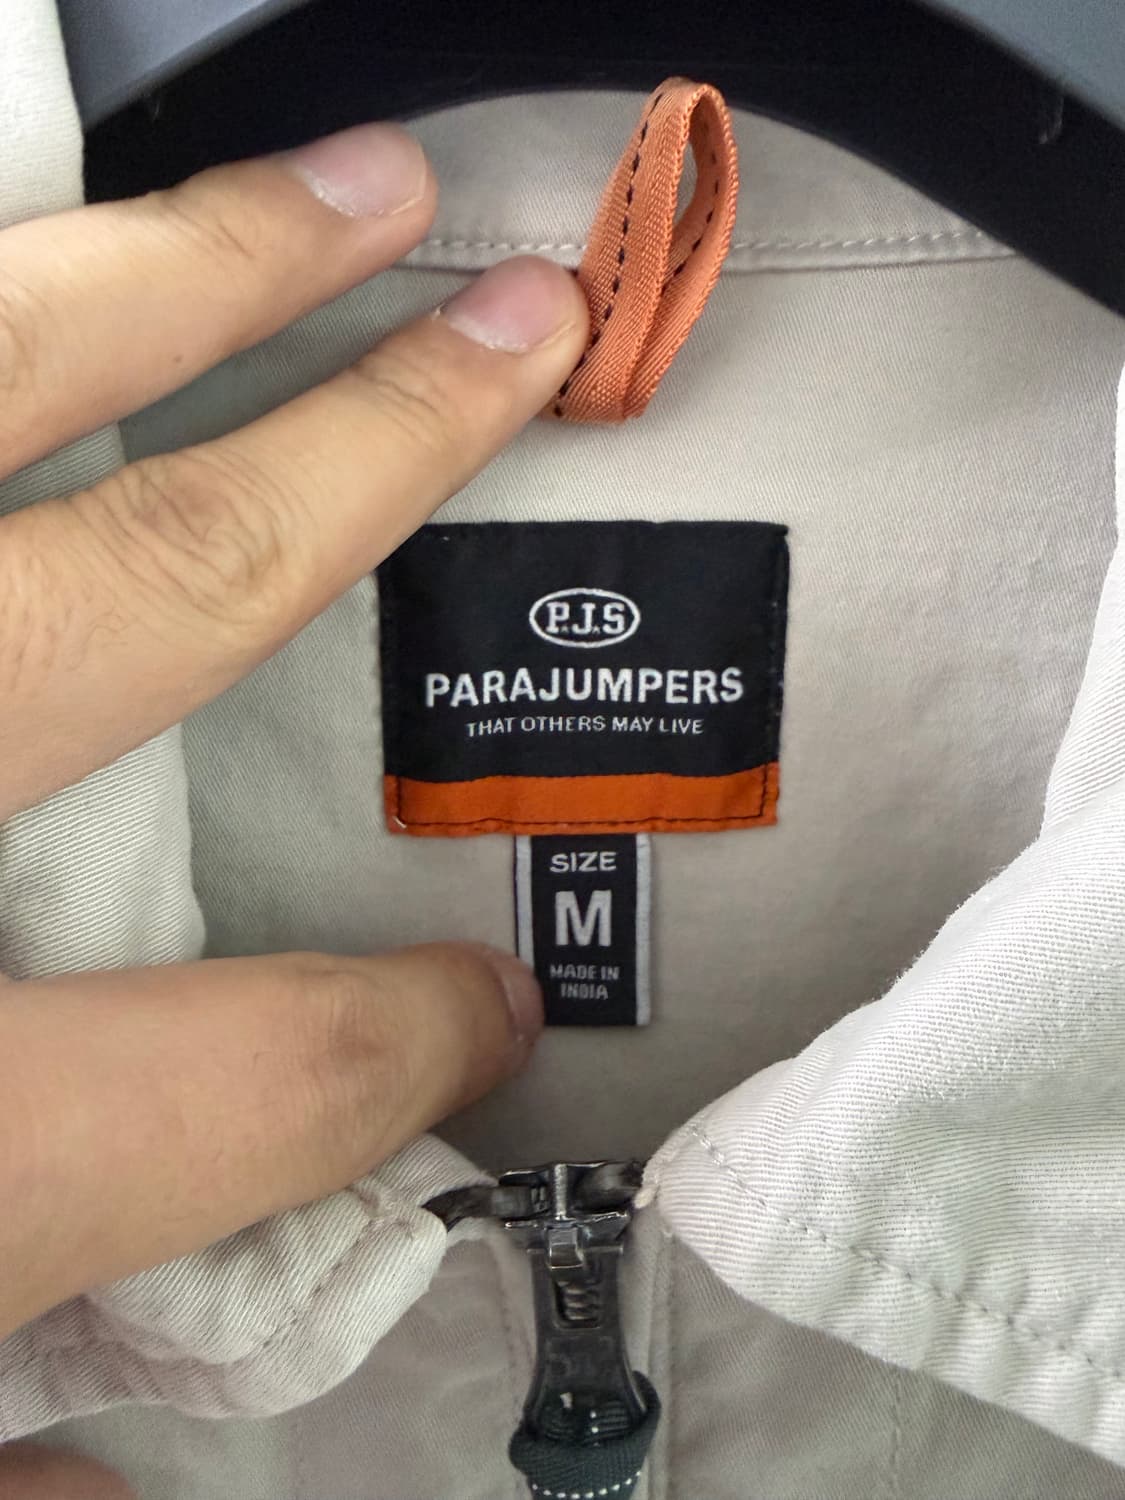 P.J.S
PARAJUMPERS
THAT OTHERS MAY LIVE
SIZE
M
MADE IN
INDIA